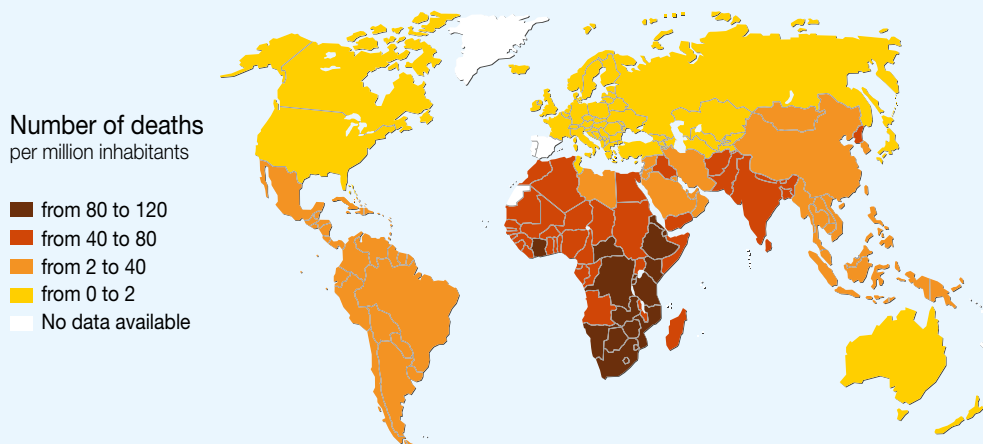 Number of deaths
per million inhabitants
from 80 to 120
from 40 to 80
from 2 to 40
from 0 to 2
No data available